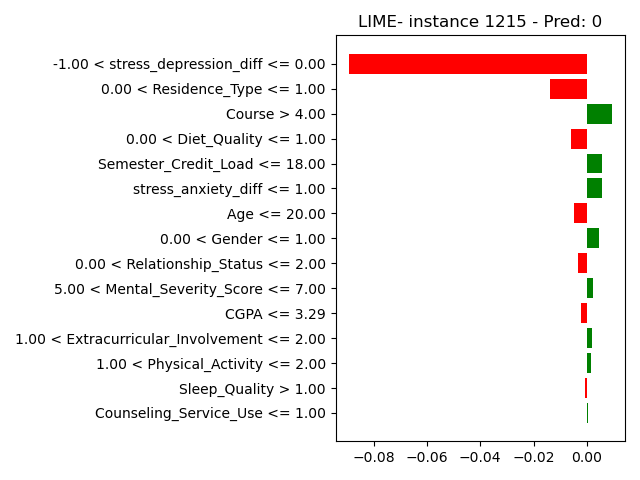 LIME- instance 1215 - Pred: 0
-1.00 < stress_depression_diff <= 0.00
0.00 < Residence_Type <= 1.00
Course > 4.00
0.00 < Diet_Quality <= 1.00
Semester_Credit_Load <= 18.00
stress_anxiety_diff <= 1.00
Age <= 20.00
0.00 < Gender <= 1.00
0.00 < Relationship_Status <= 2.00
5.00 < Mental_Severity_Score <= 7.00
CGPA <= 3.29
1.00 < Extracurricular_Involvement <= 2.00
1.00 < Physical_Activity <= 2.00
Sleep_Quality > 1.00
Counseling_Service_Use <= 1.00
−0.08 −0.06 −0.04 −0.02 0.00